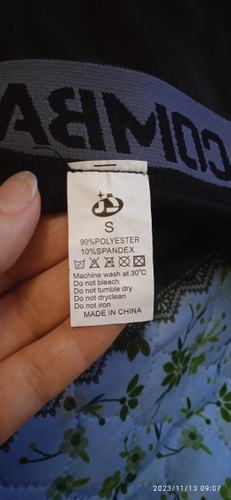 COMBA
S
90%POLYESTER
10%SPANDEX
Machine wash at 30℃
Do not bleach
Do not tumble dry
Do not dryclean
Do not iron
MADE IN CHINA
2023/11/13 09:07